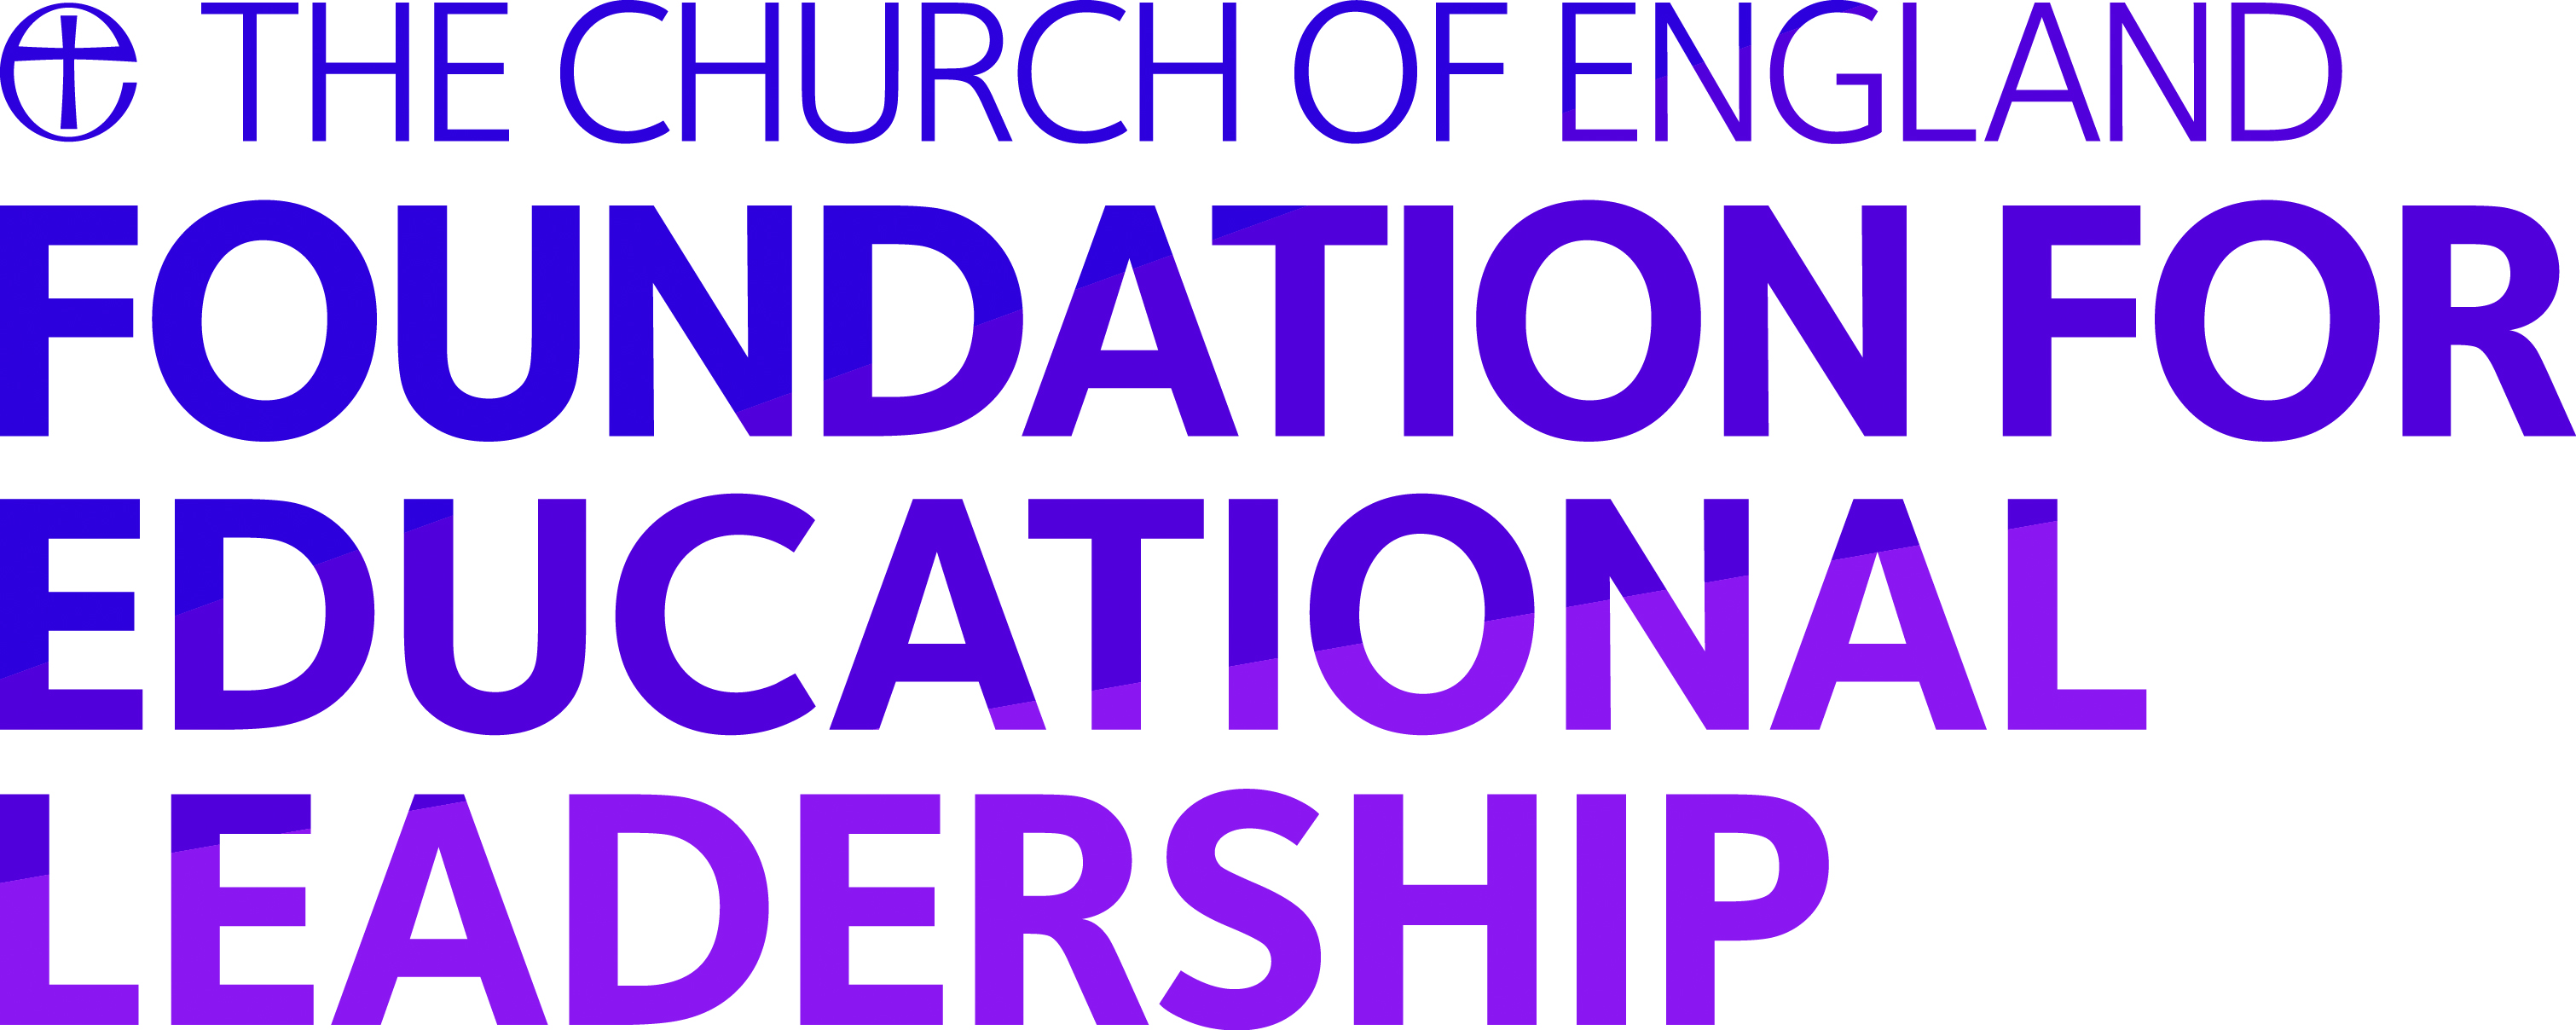 THE CHURCH OF ENGLAND
FOUNDATION FOR
EDUCATIONAL
LEADERSHIP